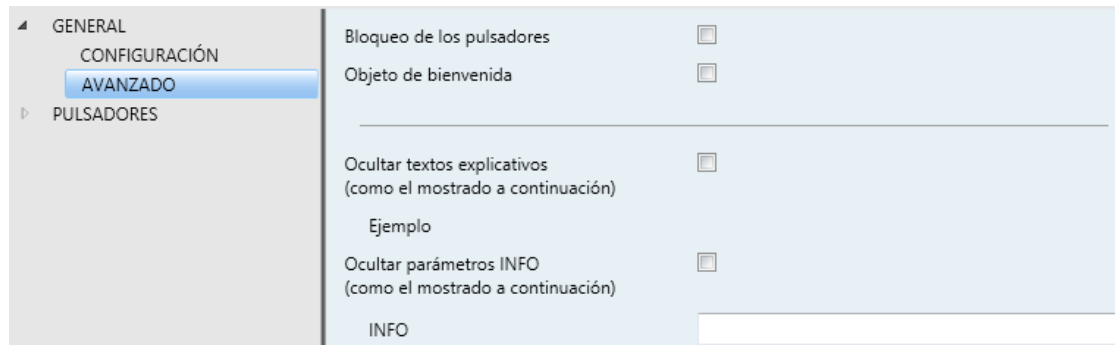 GENERAL
CONFIGURACIÓN
AVANZADO
PULSADORES
Bloqueo de los pulsadores
Objeto de bienvenida
Ocultar textos explicativos
(como el mostrado a continuación)
Ejemplo
Ocultar parámetros INFO
(como el mostrado a continuación)
INFO